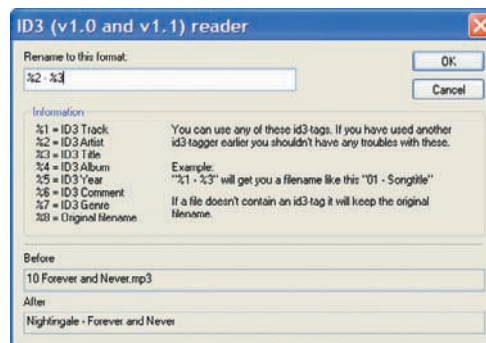 ID3 (v1.0 and v1.1) reader
Rename to this format:
%2 - %3
OK
Cancel
Information
%1 = ID3 Track
%2 = ID3 Artist
%3 = ID3 Title
%4 = ID3 Album
%5 = ID3 Year
%6 = ID3 Comment
%7 = ID3 Genre
%8 = Original filename
You can use any of these id3-tags. If you have used another
id3-tagger earlier you shouldn't have any troubles with these.
Example:
"%1 - %3" will get you a filename like this "01 - Songtitle"
If a file doesn't contain an id3-tag it will keep the original
filename.
Before
10 Forever and Never.mp3
After
Nightingale - Forever and Never